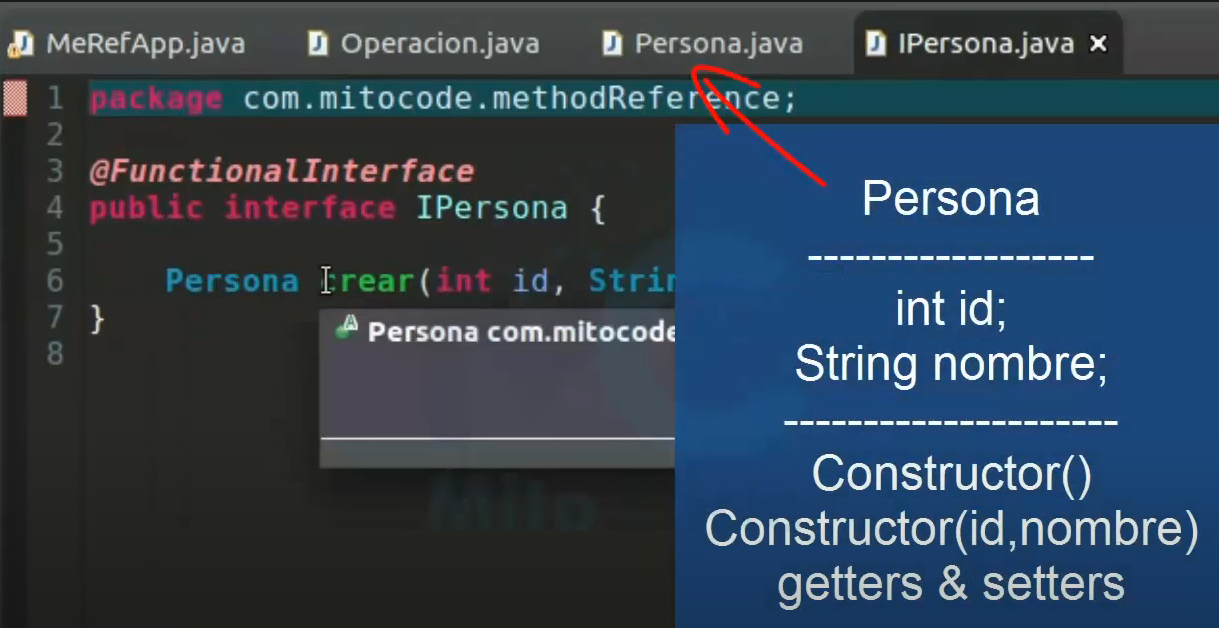 MeRefApp.java Operacion.java Persona.java IPersona.java
1 package com.mitocode.methodReference;
2
3 @FunctionalInterface
4 public interface IPersona {
5
6 Persona crear(int id, Strin
7 }
8
Persona com.mitocode
Mito
Persona
------------------
int id;
String nombre;
---------------------
Constructor()
Constructor(id,nombre)
getters & setters